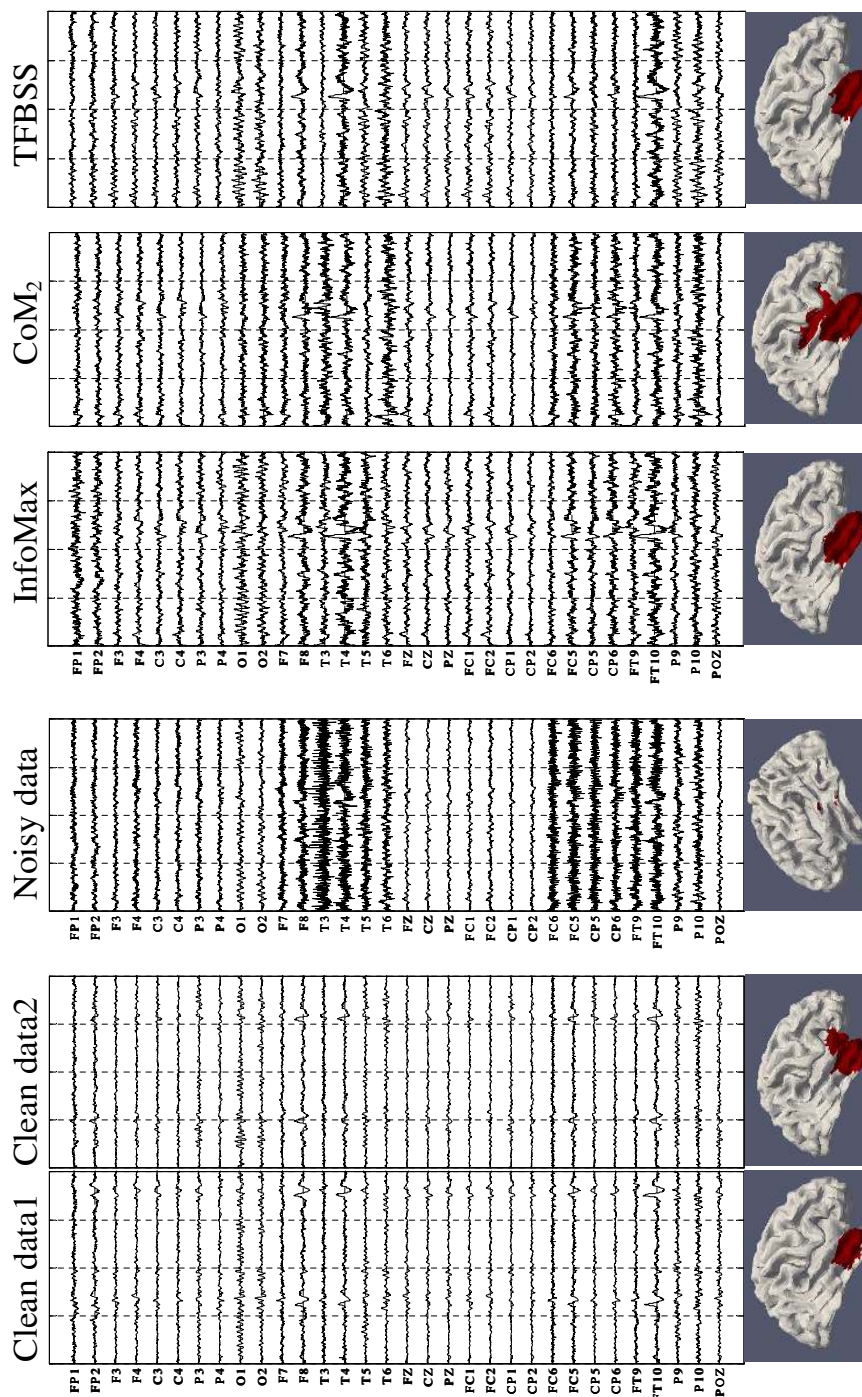 Clean data1
FP1
FP2
F3
F4
C3
C4
P3
P4
O1
O2
F7
F8
T3
T4
T5
T6
FZ
CZ
PZ
FC1
FC2
CP1
CP2
FC6
FC5
CP5
CP6
FT9
FT10
P9
P10
POZ
Clean data2
Noisy data
FP1
FP2
F3
F4
C3
C4
P3
P4
O1
O2
F7
F8
T3
T4
T5
T6
FZ
CZ
PZ
FC1
FC2
CP1
CP2
FC6
FC5
CP5
CP6
FT9
FT10
P9
P10
POZ
InfoMax
FP1
FP2
F3
F4
C3
C4
P3
P4
O1
O2
F7
F8
T3
T4
T5
T6
FZ
CZ
PZ
FC1
FC2
CP1
CP2
FC6
FC5
CP5
CP6
FT9
FT10
P9
P10
POZ
CoM₂
TFBSS